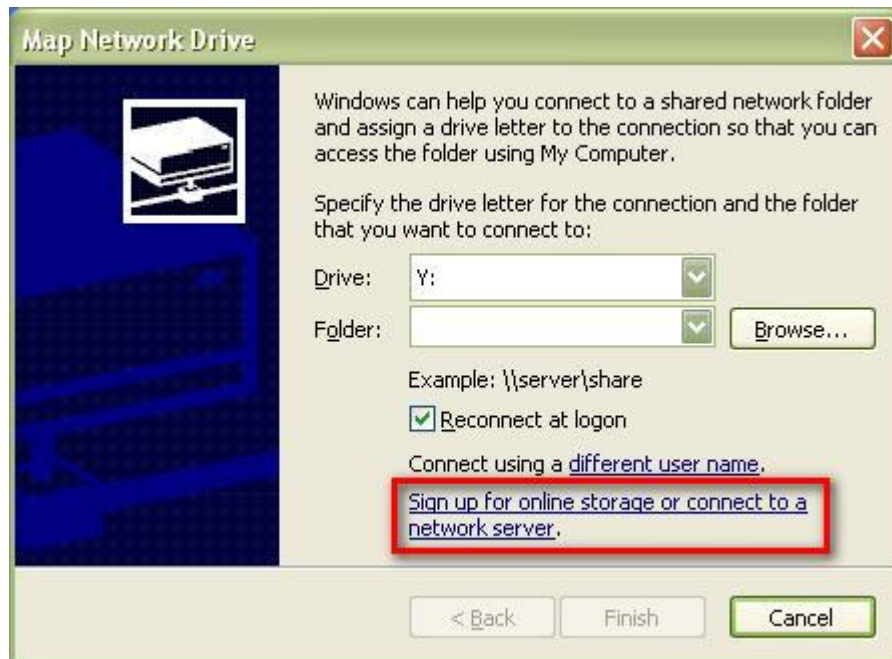 Map Network Drive
Windows can help you connect to a shared network folder
and assign a drive letter to the connection so that you can
access the folder using My Computer.
Specify the drive letter for the connection and the folder
that you want to connect to:
Drive: Y:
Folder: Browse...
Example: \\server\share
Reconnect at logon
Connect using a different user name.
Sign up for online storage or connect to a
network server.
< Back Finish Cancel